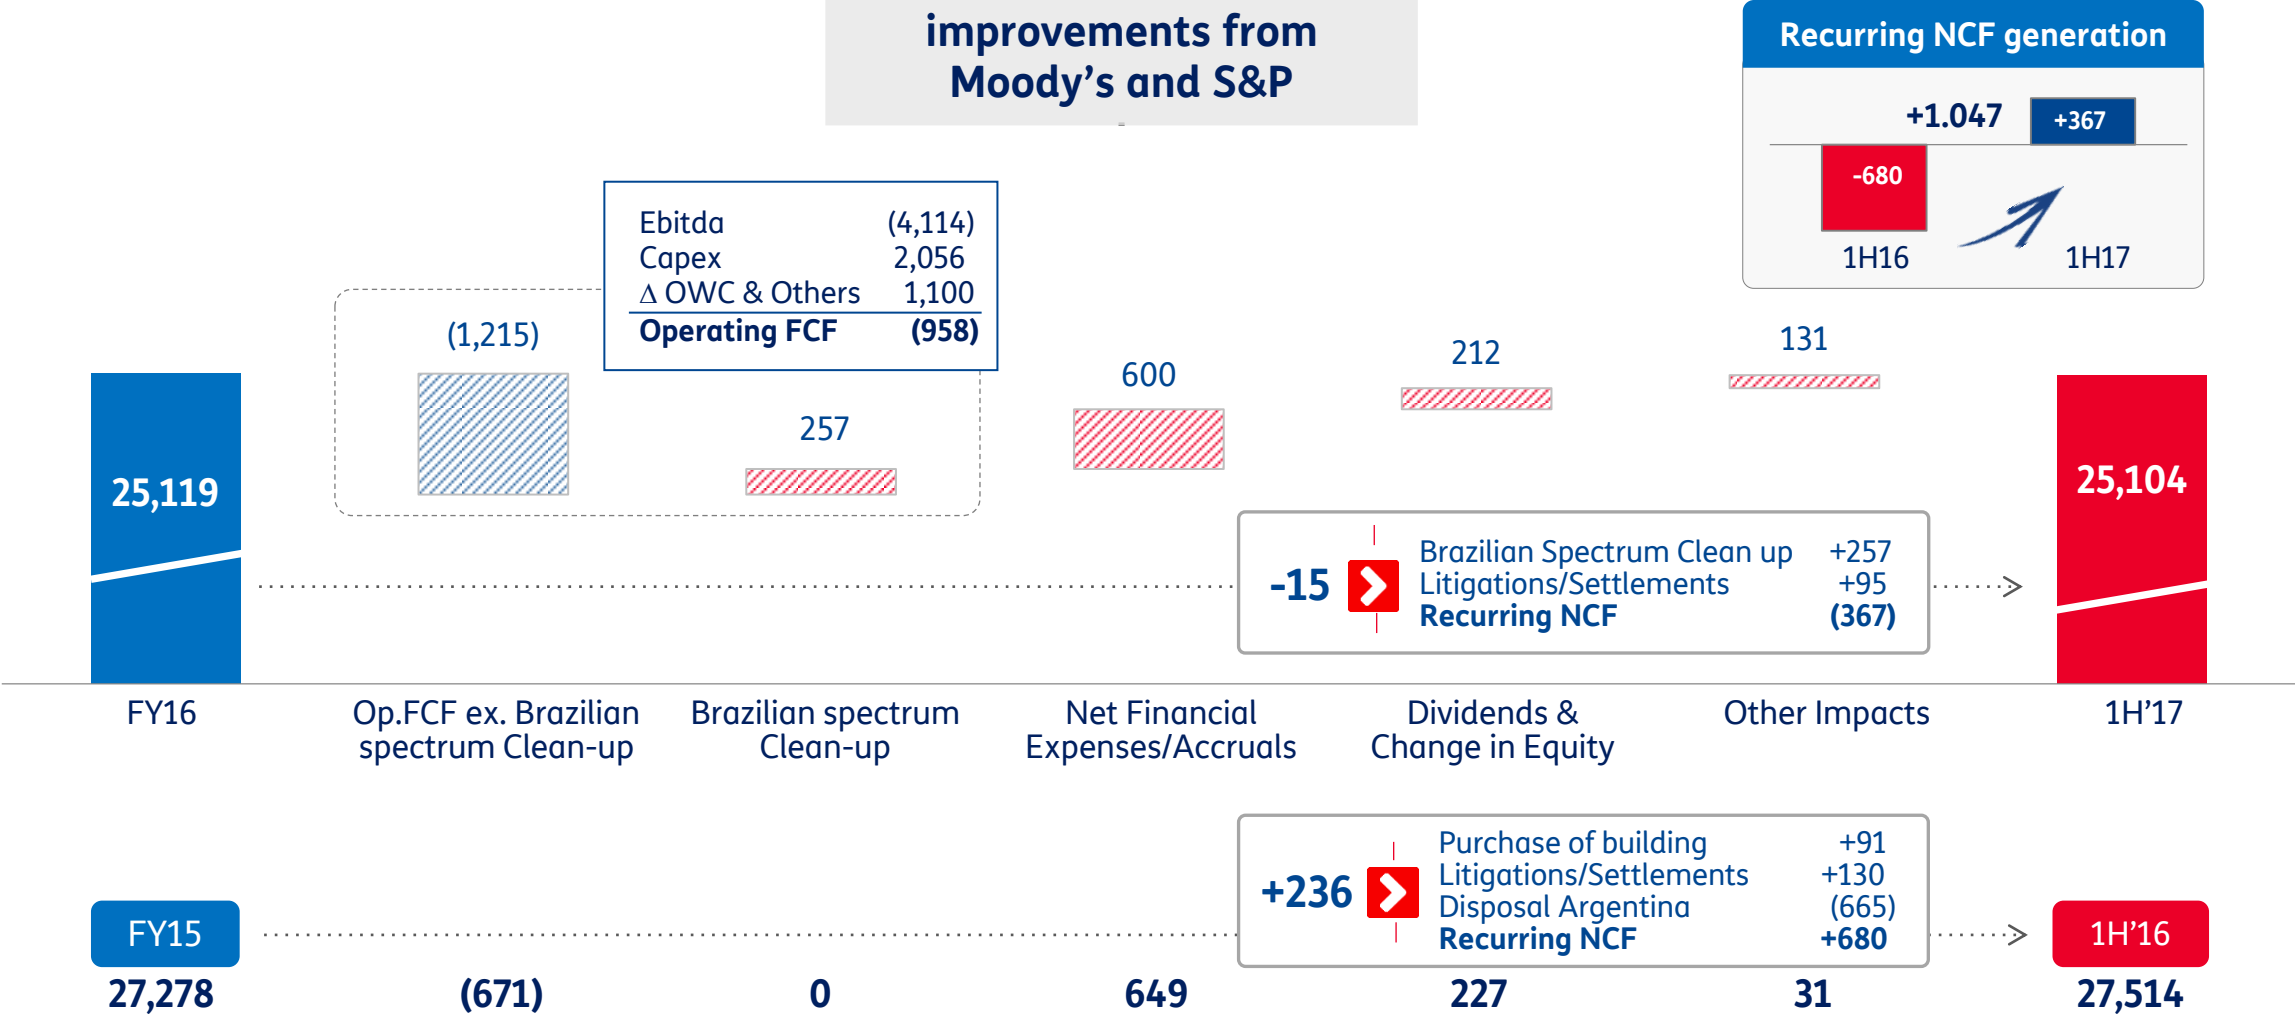 improvements from
Moody's and S&P
Recurring NCF generation
+1.047
+367
-680
1H16 1H17
Ebitda (4,114)
Capex 2,056
Δ OWC & Others 1,100
Operating FCF (958)
(1,215)
257
600
212
131
25,119
25,104
-15
Brazilian Spectrum Clean up +257
Litigations/Settlements +95
Recurring NCF (367)
FY16
Op.FCF ex. Brazilian
spectrum Clean-up
Brazilian spectrum
Clean-up
Net Financial
Expenses/Accruals
Dividends &
Change in Equity
Other Impacts
1H'17
+236
Purchase of building +91
Litigations/Settlements +130
Disposal Argentina (665)
Recurring NCF +680
FY15
1H'16
27,278 (671) 0 649 227 31 27,514